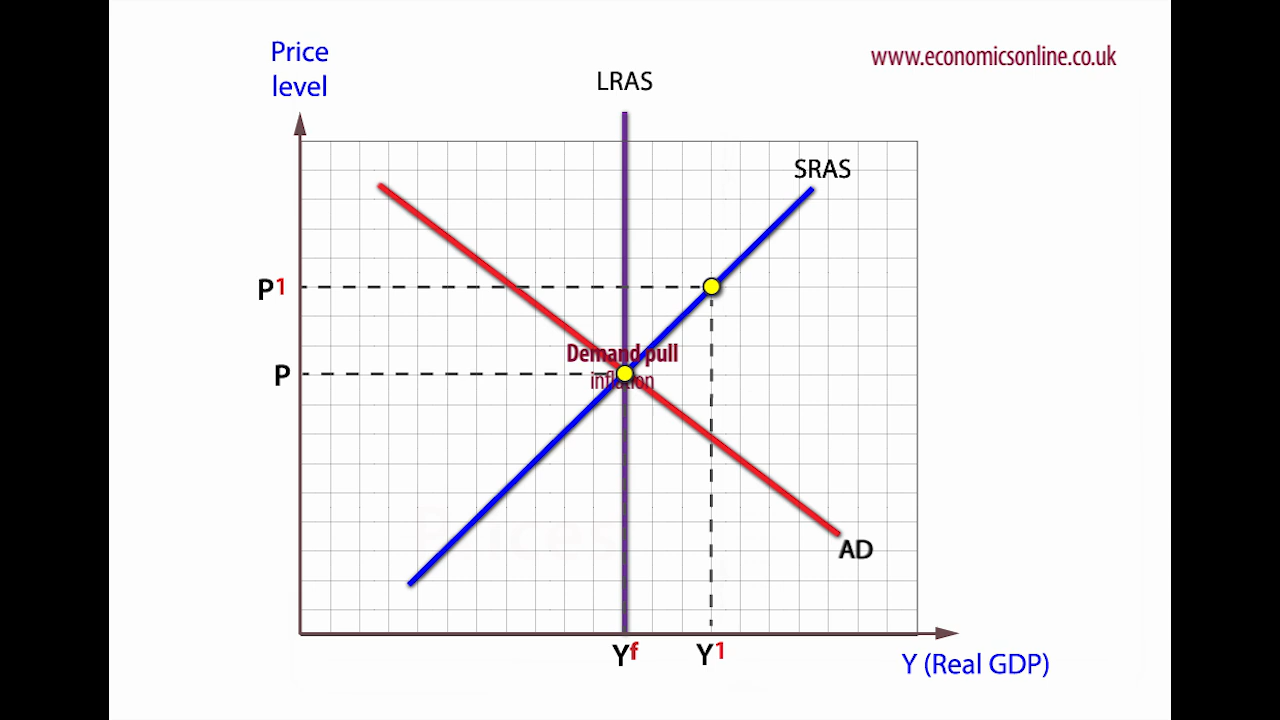 Price
level
www.economicsonline.co.uk
LRAS
SRAS
P1
Demand pull
inflation
P
AD
Yf
Y1
Y (Real GDP)